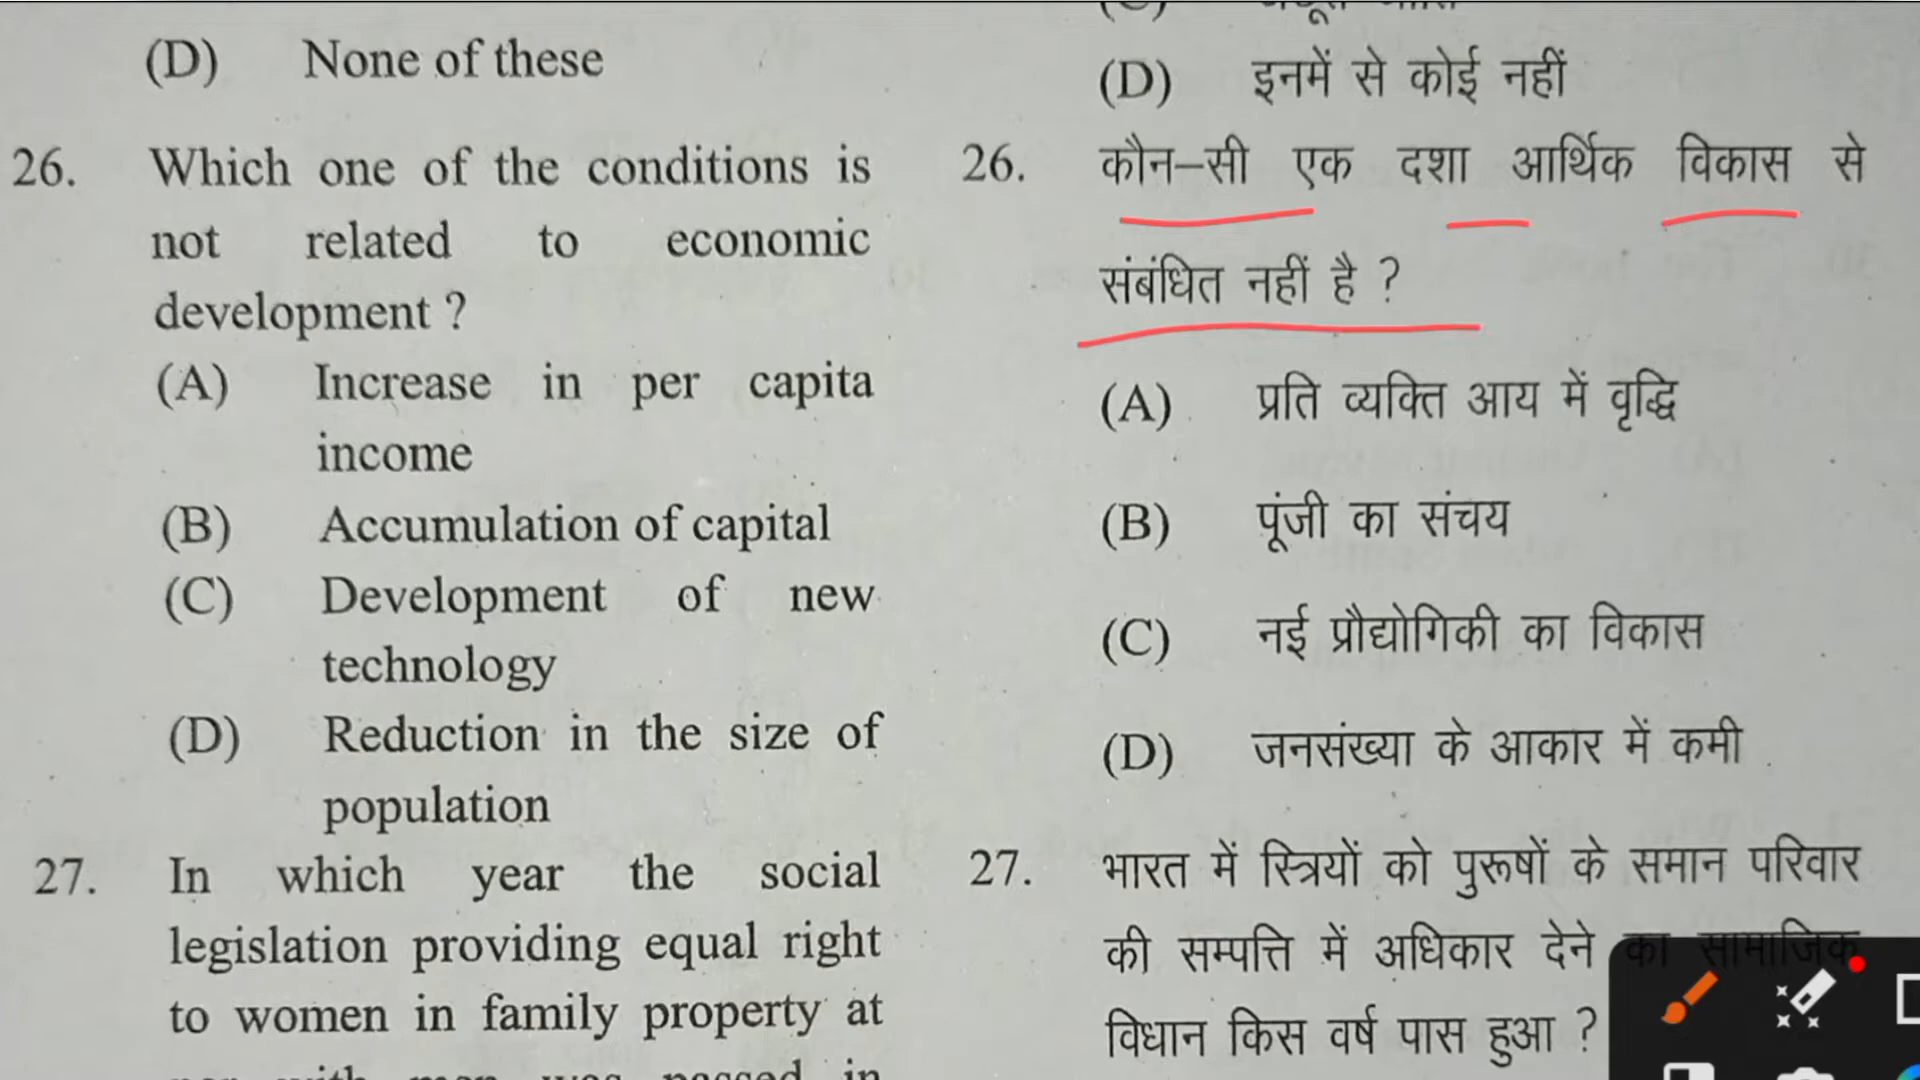 (D) None of these
26. Which one of the conditions is
not related to economic
development ?
(A) Increase in per capita
income
(B) Accumulation of capital
(C) Development of new
technology
(D) Reduction in the size of
population
27. In which year the social
legislation providing equal right
to women in family property at
(D) इनमें से कोई नहीं
26. कौन–सी एक दशा आर्थिक विकास से
संबंधित नहीं है ?
(A) प्रति व्यक्ति आय में वृद्धि
(B) पूंजी का संचय
(C) नई प्रौद्योगिकी का विकास
(D) जनसंख्या के आकार में कमी
27. भारत में स्त्रियों को पुरूषों के समान परिवार
की सम्पत्ति में अधिकार देने का सामाजिक
विधान किस वर्ष पास हुआ ?